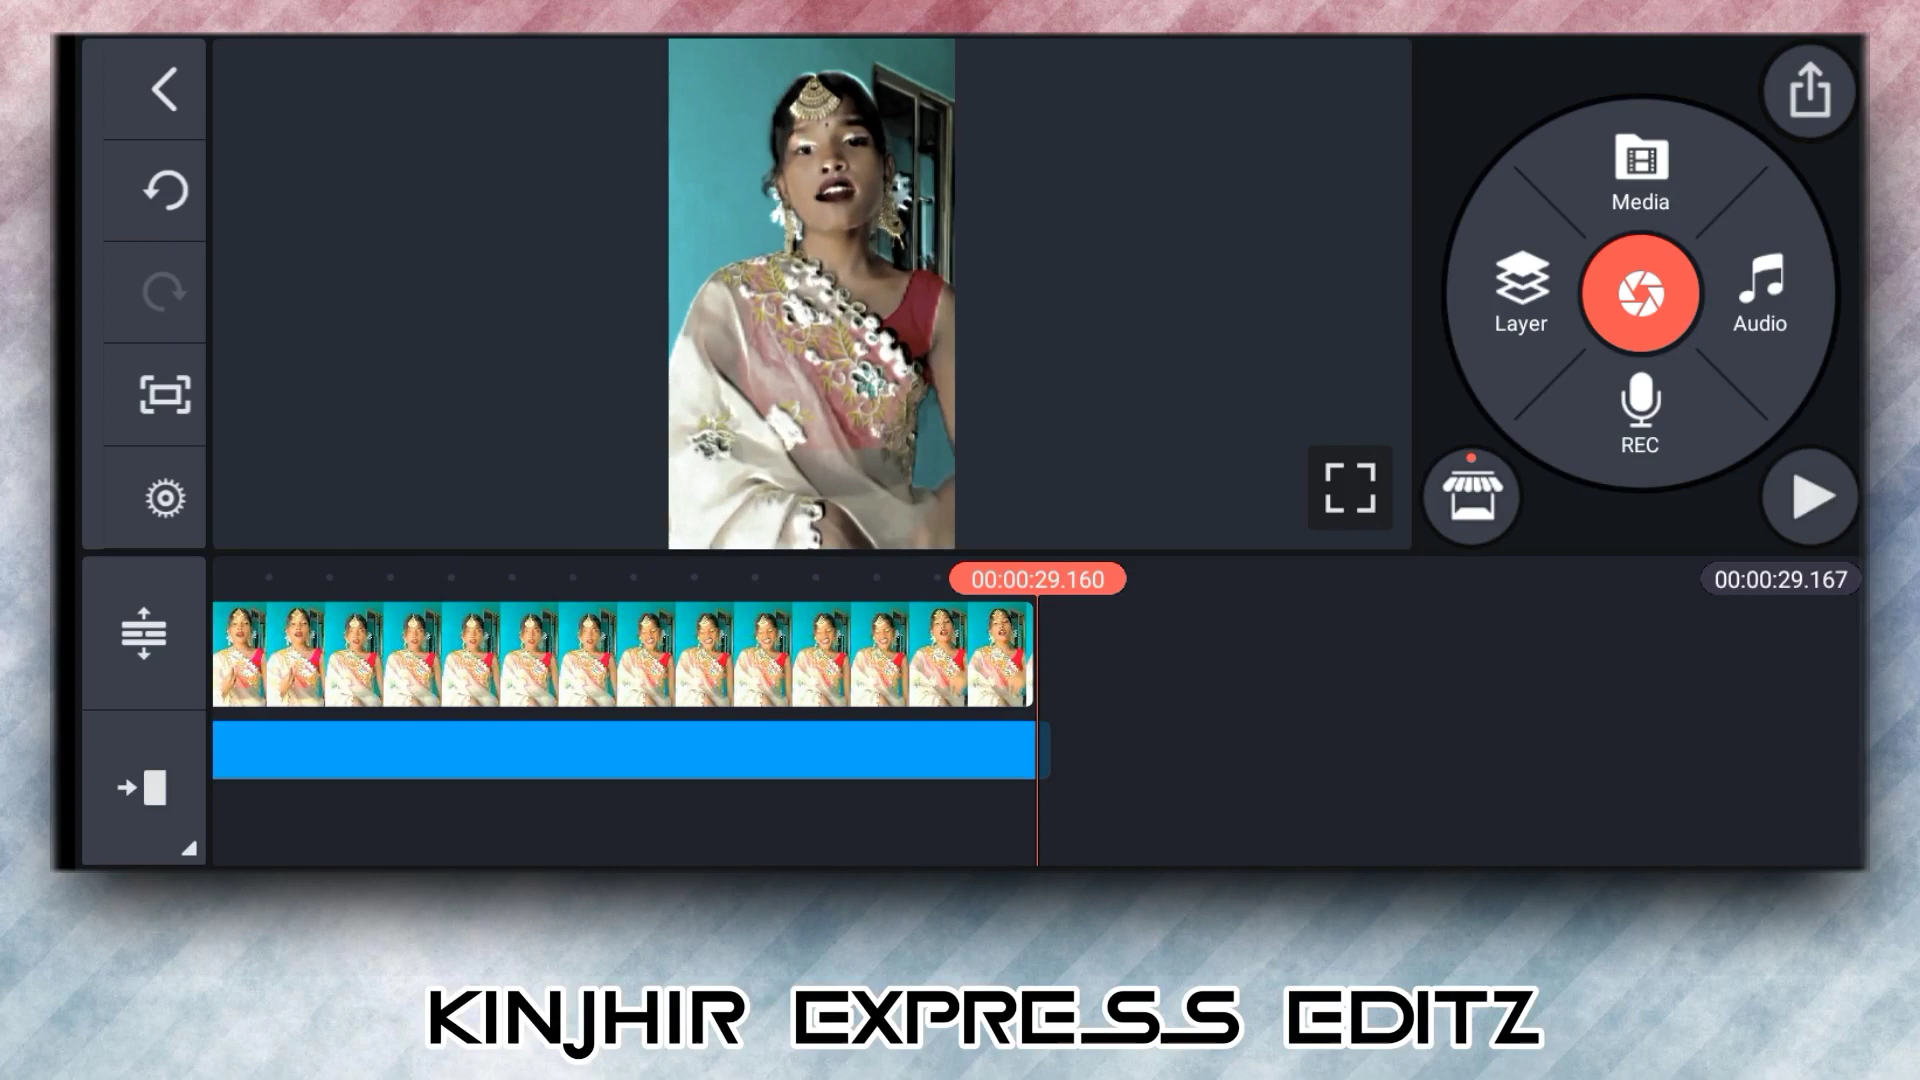 Media
Layer
Audio
REC
00:00:29.160
00:00:29.167
KINJHIR EXPRESS EDITZ